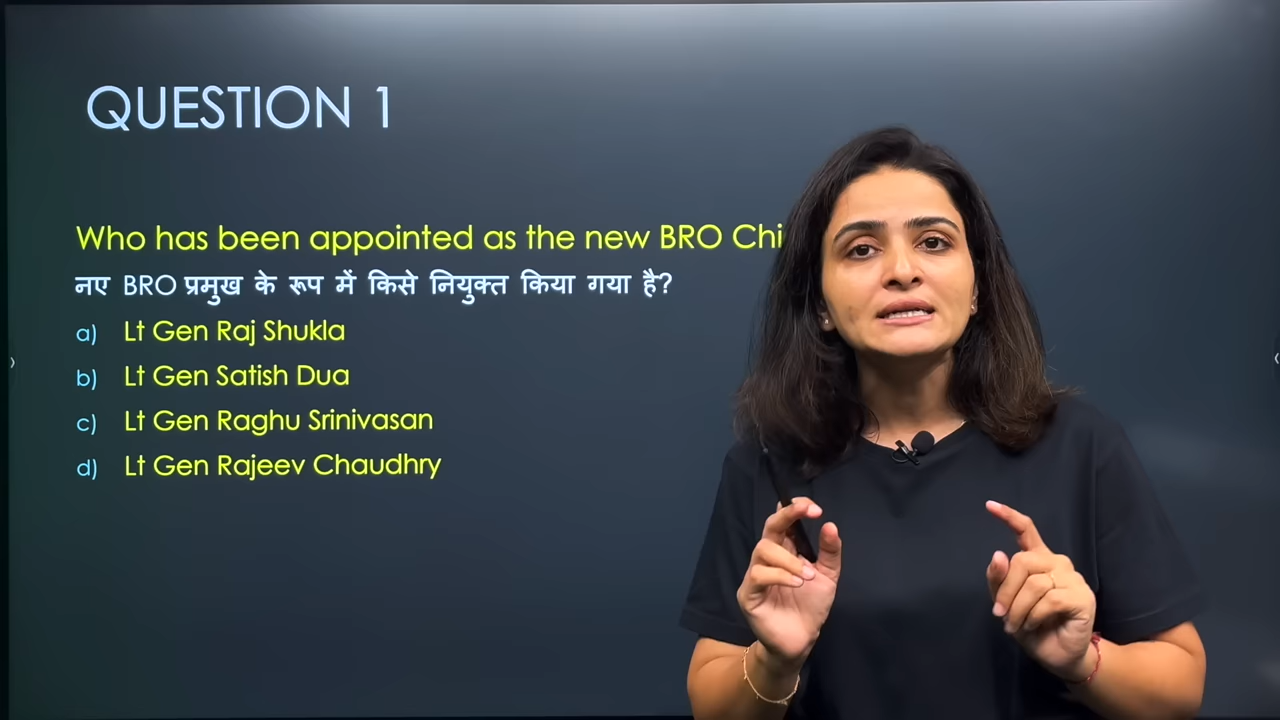 QUESTION 1
Who has been appointed as the new BRO Chi
नए BRO प्रमुख के रूप में किसे नियुक्त किया गया है?
a) Lt Gen Raj Shukla
b) Lt Gen Satish Dua
c) Lt Gen Raghu Srinivasan
d) Lt Gen Rajeev Chaudhry